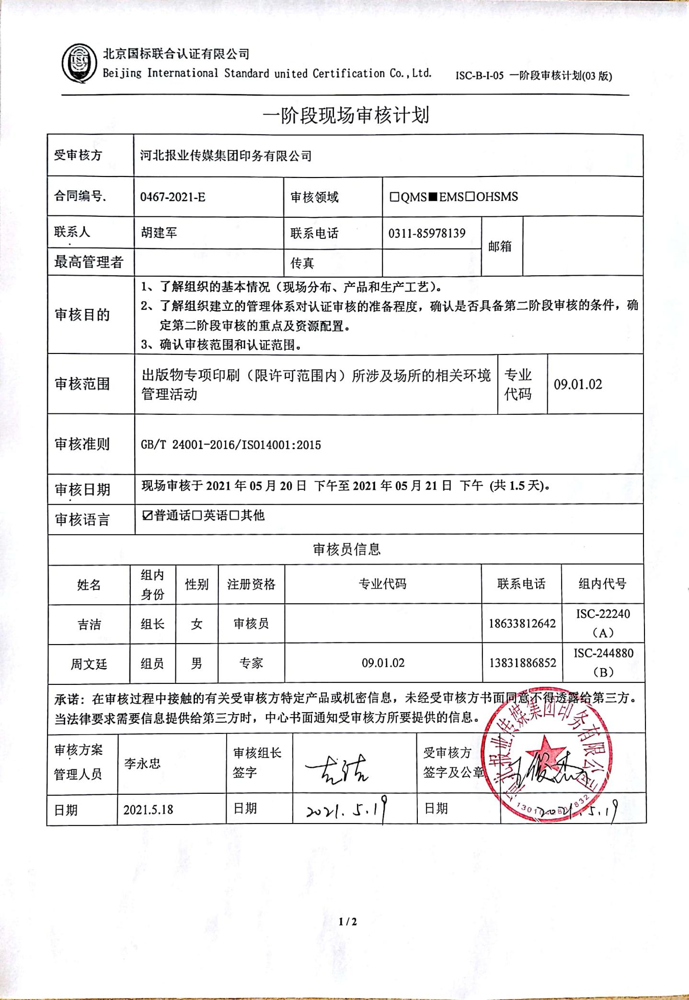 ISC
北京国标联合认证有限公司
Beijing International Standard united Certification Co.,Ltd.
ISC-B-I-05 一阶段审核计划(03 版)
一阶段现场审核计划
受审核方 河北报业传媒集团印务有限公司
合同编号. 0467-2021-E 审核领域 □QMS■EMS□OHSMS
联系人 胡建军 联系电话 0311-85978139 邮箱
最高管理者 传真
审核目的
1、了解组织的基本情况（现场分布、产品和生产工艺）。
2、了解组织建立的管理体系对认证审核的准备程度，确认是否具备第二阶段审核的条件，确
定第二阶段审核的重点及资源配置。
3、确认审核范围和认证范围。
审核范围
出版物专项印刷（限许可范围内）所涉及场所的相关环境
管理活动
专业
代码
09.01.02
审核准则 GB/T 24001-2016/ISO14001:2015
审核日期 现场审核于 2021 年 05 月 20 日 下午至 2021 年 05 月 21 日 下午 (共 1.5 天)。
审核语言 ☑普通话□英语□其他
审核员信息
姓名 组内
身份 性别 注册资格 专业代码 联系电话 组内代号
吉洁 组长 女 审核员 18633812642 ISC-22240
（A）
周文廷 组员 男 专家 09.01.02 13831886852 ISC-244880
（B）
承诺：在审核过程中接触的有关受审核方特定产品或机密信息，未经受审核方书面同意不得透露给第三方。
当法律要求需要信息提供给第三方时，中心书面通知受审核方所要提供的信息。
审核方案
管理人员
李永忠
审核组长
签字
吉洁
受审核方
签字及公章
河北报业传媒集团印务有限公司
日期 2021.5.18 日期 2021.5.19 日期 2021.5.19
1 / 2